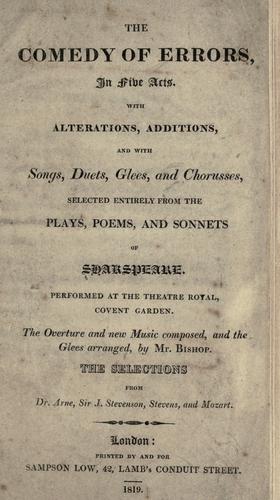 THE
COMEDY OF ERRORS,
In Five Acts.
WITH
ALTERATIONS, ADDITIONS,
AND WITH
Songs, Duets, Glees, and Chorusses,
SELECTED ENTIRELY FROM THE
PLAYS, POEMS, AND SONNETS
OF
SHAKSPEARE.
PERFORMED AT THE THEATRE ROYAL,
COVENT GARDEN.
The Overture and new Music composed, and the
Glees arranged, by Mr. BISHOP.
THE SELECTIONS
FROM
Dr. Arne, Sir J. Stevenson, Stevens, and Mozart.
London:
PRINTED BY AND FOR
SAMPSON LOW, 42, LAMB'S CONDUIT STREET.
1819.